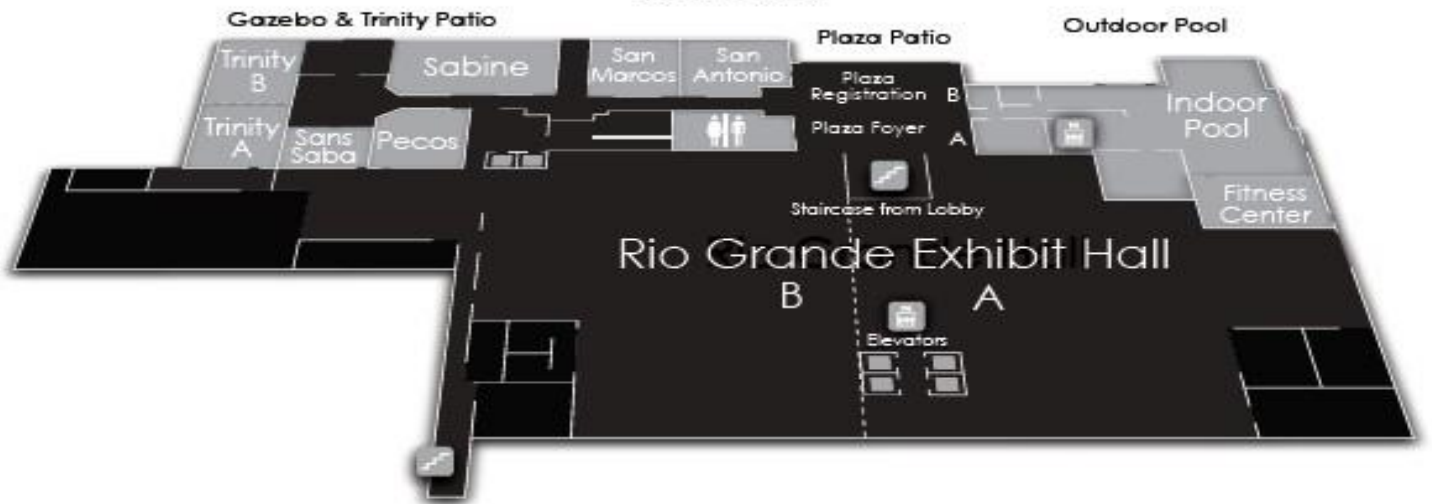 Gazebo & Trinity Patio
Plaza Patio
Outdoor Pool
Trinity
B
Sabine
San
Marcos
San
Antonio
Plaza
Registration
B
Indoor
Pool
Trinity
A
Sans
Saba
Pecos
Plaza Foyer
A
Fitness
Center
Staircase from Lobby
Rio Grande Exhibit Hall
B
A
Elevators